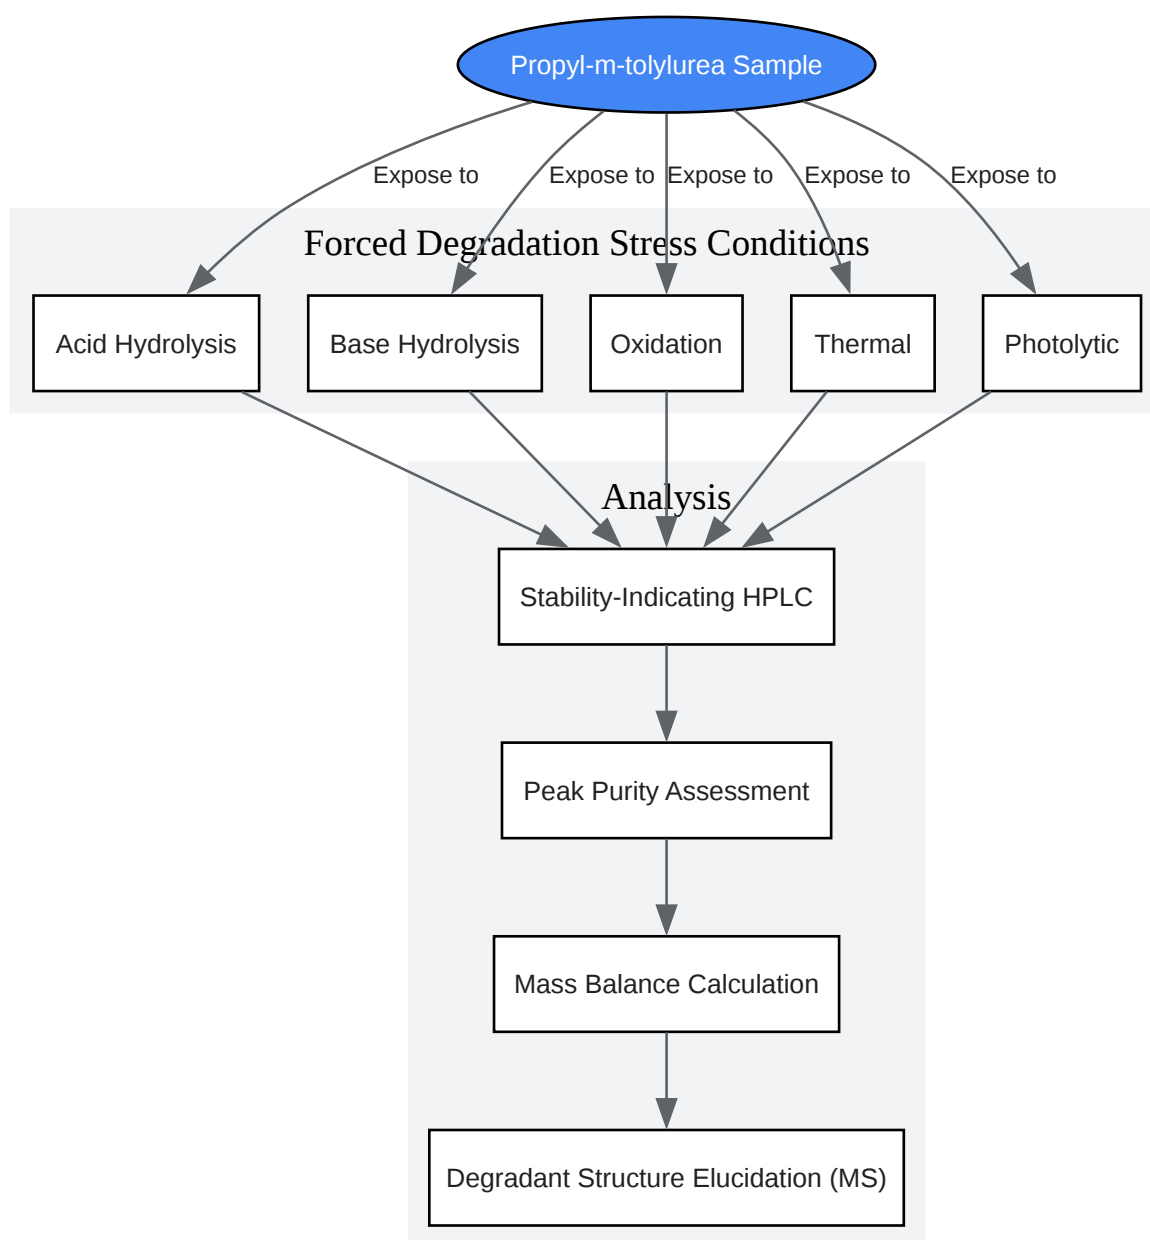 Propyl-m-tolylurea Sample
Expose to
Expose to
Expose to
Expose to
Expose to
Forced Degradation Stress Conditions
Acid Hydrolysis
Base Hydrolysis
Oxidation
Thermal
Photolytic
Analysis
Stability-Indicating HPLC
Peak Purity Assessment
Mass Balance Calculation
Degradant Structure Elucidation (MS)